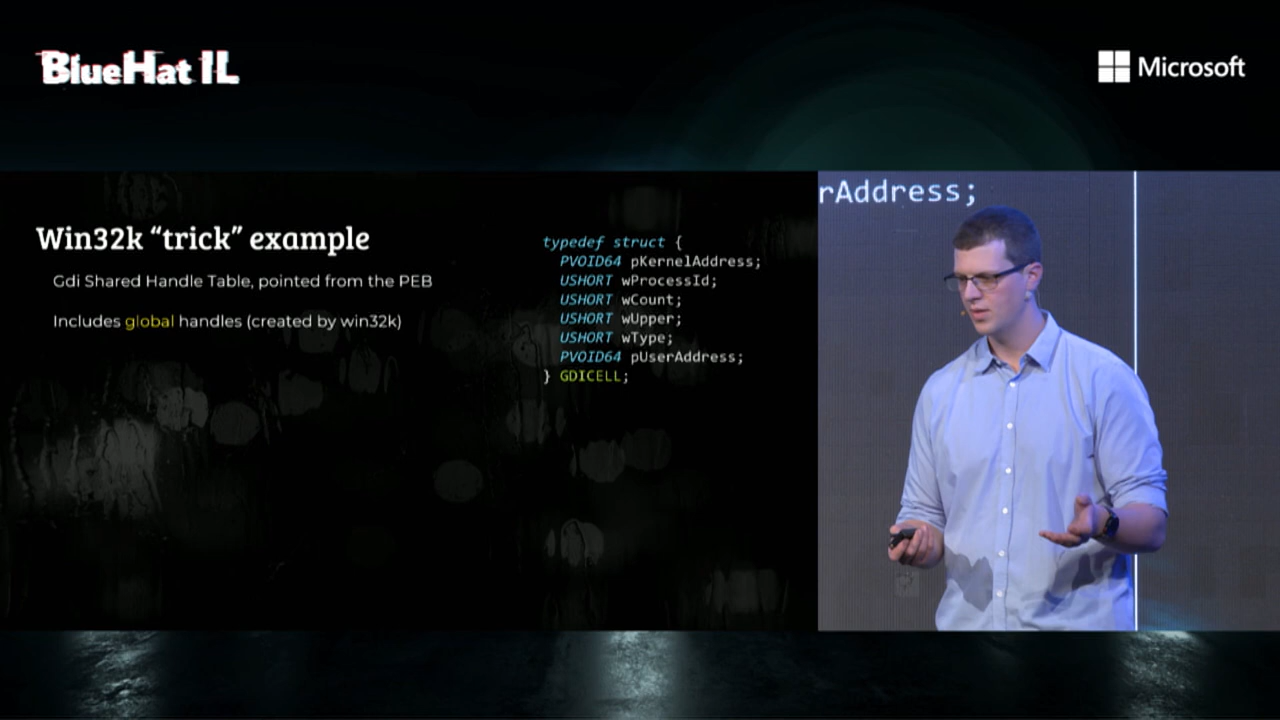 BlueHat IL
Microsoft
Win32k “trick” example
Gdi Shared Handle Table, pointed from the PEB
Includes global handles (created by win32k)
typedef struct {
PVOID64 pKernelAddress;
USHORT wProcessId;
USHORT wCount;
USHORT wUpper;
USHORT wType;
PVOID64 pUserAddress;
} GDICELL;
rAddress;